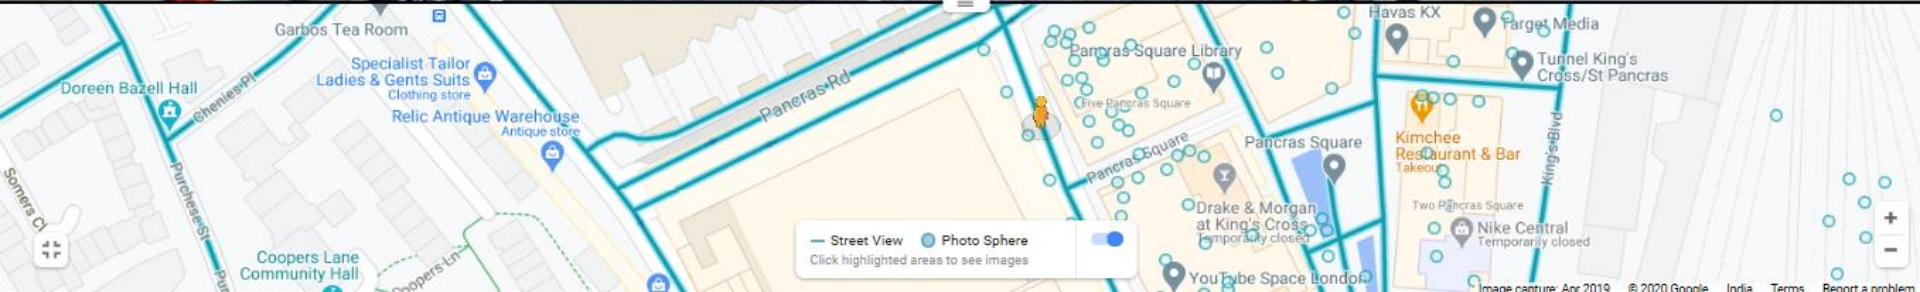 Garbos Tea Room
Specialist Tailor
Ladies & Gents Suits
Clothing store
Doreen Bazell Hall
Chenies Pl
Relic Antique Warehouse
Antique store
Somers Cl
Purchese St
Pur
Coopers Lane
Community Hall
Coopers Ln
Pancras Rd
Street View
Photo Sphere
Click highlighted areas to see images
Pancras Square Library
Five Pancras Square
Pancras Square
Pancras Square
Drake & Morgan
at King's Cross
Temporarily closed
YouTube Space London
Havas KX
Target Media
Tunnel King's
Cross/St Pancras
Kimchee
Restaurant & Bar
Takeout
King's Blvd
Two Pancras Square
Nike Central
Temporarily closed
+
−
Image capture: Apr 2019 © 2020 Google India Terms Report a problem